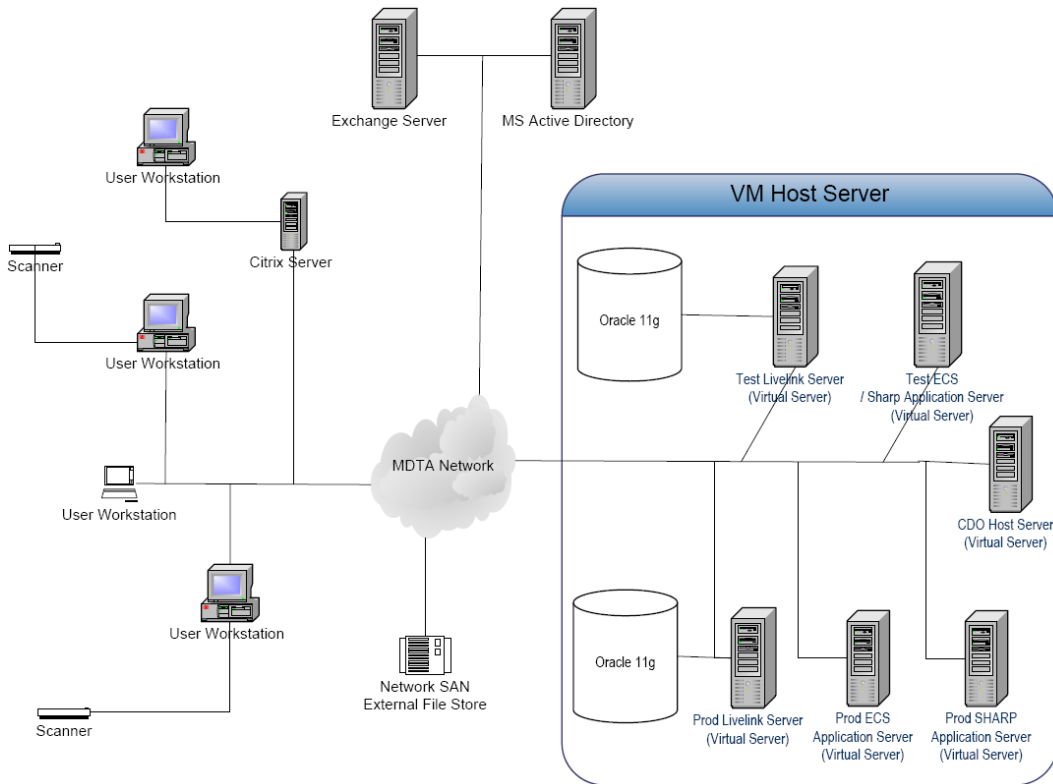 Exchange Server
MS Active Directory
User Workstation
VM Host Server
Scanner
Citrix Server
User Workstation
Oracle 11g
Test Livelink Server
(Virtual Server)
Test ECS
/ Sharp Application Server
(Virtual Server)
MDTA Network
User Workstation
CDO Host Server
(Virtual Server)
User Workstation
Oracle 11g
Network SAN
External File Store
Scanner
Prod Livelink Server
(Virtual Server)
Prod ECS
Application Server
(Virtual Server)
Prod SHARP
Application Server
(Virtual Server)